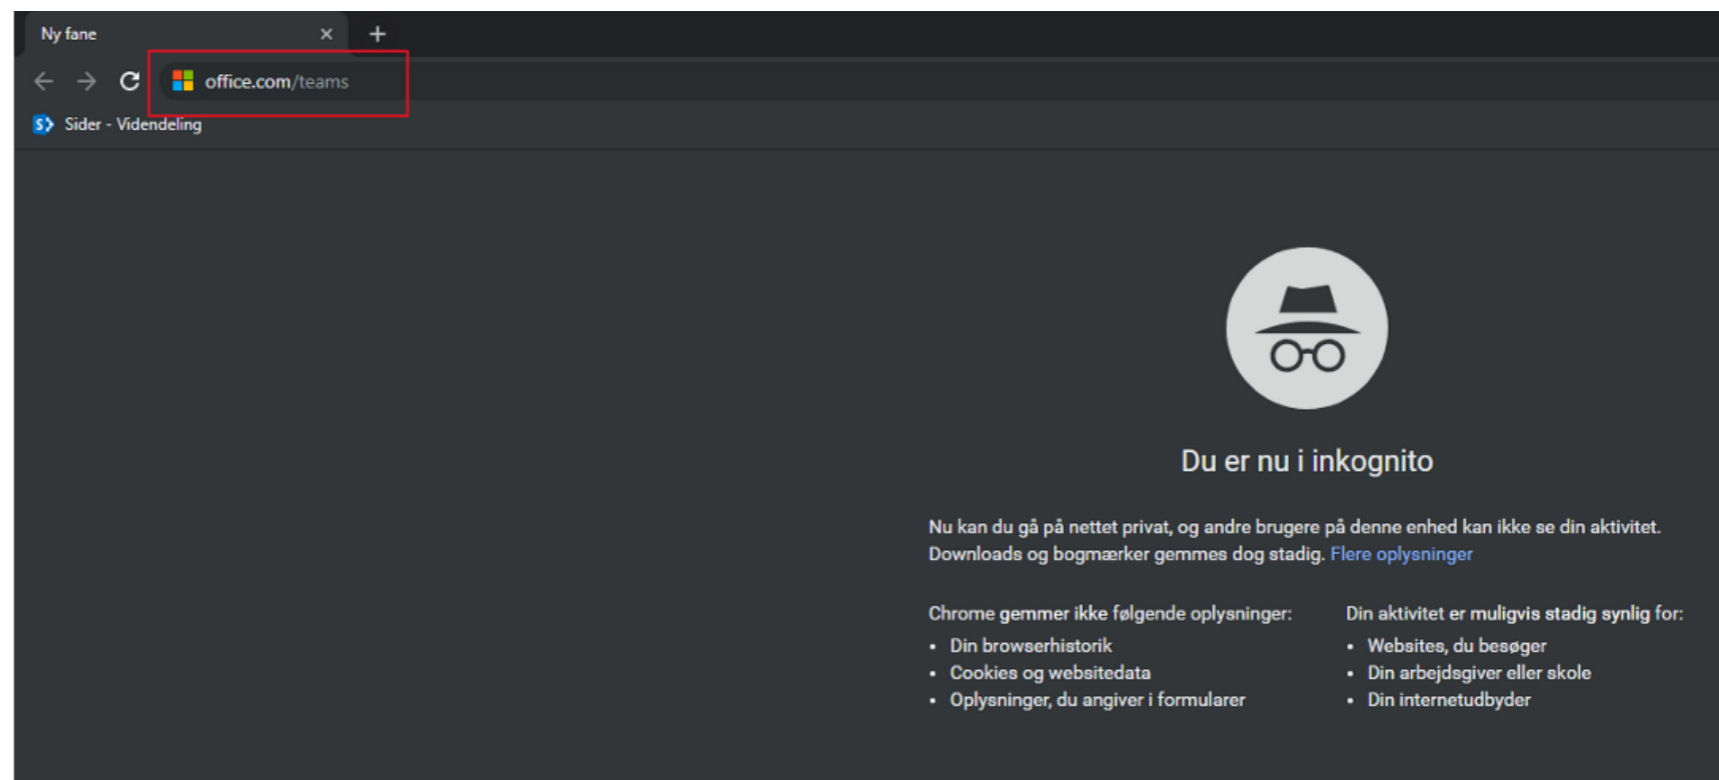 Ny fane
office.com/teams
Sider - Videndeling
Du er nu i inkognito
Nu kan du gå på nettet privat, og andre brugere på denne enhed kan ikke se din aktivitet.
Downloads og bogmærker gemmes dog stadig. Flere oplysninger
Chrome gemmer ikke følgende oplysninger:
• Din browserhistorik
• Cookies og websitedata
• Oplysninger, du angiver i formularer
Din aktivitet er muligvis stadig synlig for:
• Websites, du besøger
• Din arbejdsgiver eller skole
• Din internetudbyder